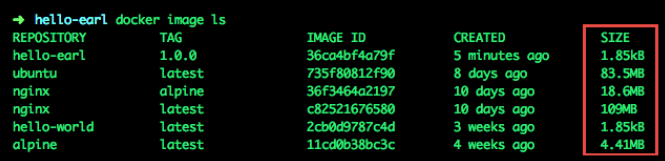 ➜ hello-earl docker image ls
REPOSITORY TAG IMAGE ID CREATED SIZE
hello-earl 1.0.0 36ca4bf4a79f 5 minutes ago 1.85kB
ubuntu latest 735f80812f90 8 days ago 83.5MB
nginx alpine 36f3464a2197 10 days ago 18.6MB
nginx latest c82521676580 10 days ago 109MB
hello-world latest 2cb0d9787c4d 3 weeks ago 1.85kB
alpine latest 11cd0b38bc3c 4 weeks ago 4.41MB